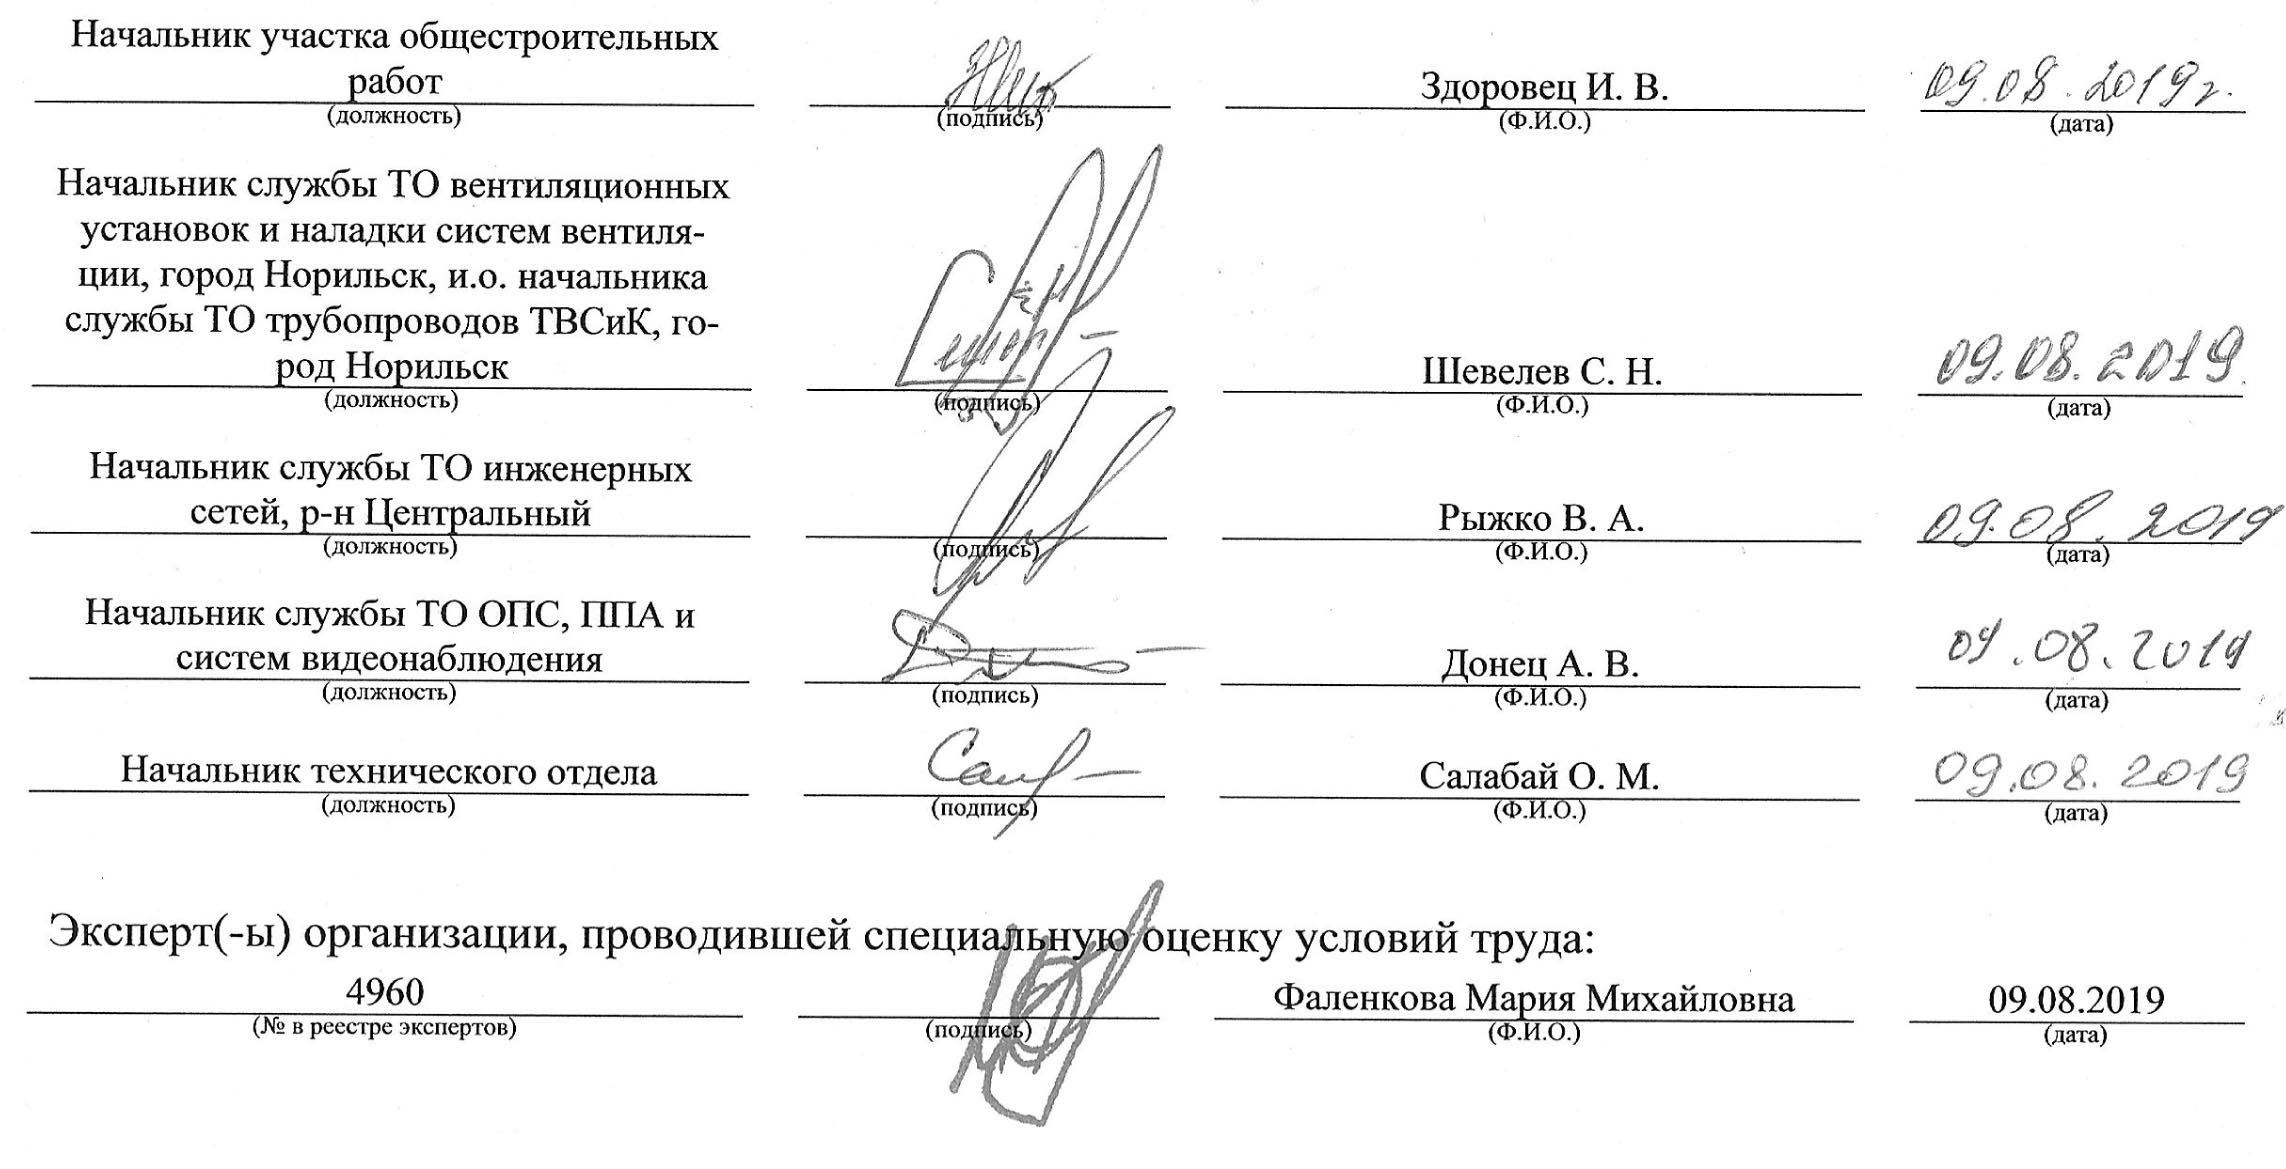 Начальник участка общестроительных
работ Здоровец И. В. 09.08.2019г.
(должность) (подпись) (Ф.И.О.) (дата)
Начальник службы ТО вентиляционных
установок и наладки систем вентиля-
ции, город Норильск, и.о. начальника
службы ТО трубопроводов ТВСиК, го-
род Норильск Шевелев С. Н. 09.08.2019
(должность) (подпись) (Ф.И.О.) (дата)
Начальник службы ТО инженерных
сетей, р-н Центральный Рыжко В. А. 09.08.2019
(должность) (подпись) (Ф.И.О.) (дата)
Начальник службы ТО ОПС, ППА и
систем видеонаблюдения Донец А. В. 09.08.2019
(должность) (подпись) (Ф.И.О.) (дата)
Начальник технического отдела Салабай О. М. 09.08.2019
(должность) (подпись) (Ф.И.О.) (дата)
Эксперт(-ы) организации, проводившей специальную оценку условий труда:
4960 Фаленкова Мария Михайловна 09.08.2019
(№ в реестре экспертов) (подпись) (Ф.И.О.) (дата)